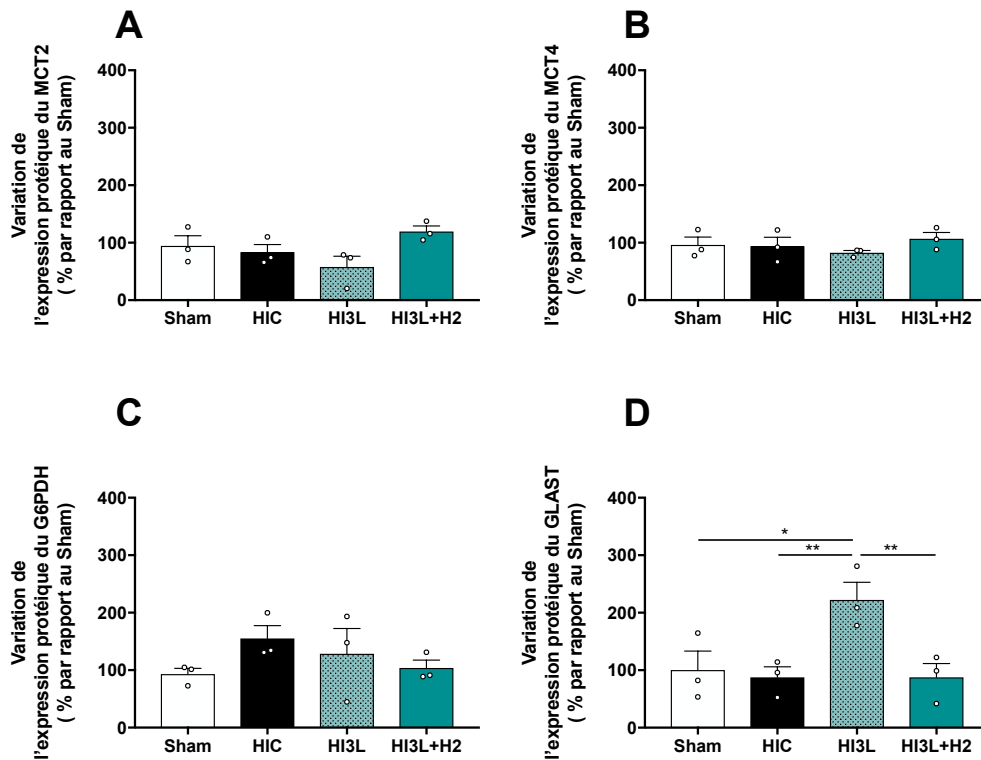 A
Variation de
l'expression protéique du MCT2
( % par rapport au Sham)
400
300
200
100
0
Sham HIC HI3L HI3L+H2
B
Variation de
l'expression protéique du MCT4
( % par rapport au Sham)
400
300
200
100
0
Sham HIC HI3L HI3L+H2
C
Variation de
l'expression protéique du G6PDH
( % par rapport au Sham)
400
300
200
100
0
Sham HIC HI3L HI3L+H2
D
Variation de
l'expression protéique du GLAST
( % par rapport au Sham)
400
300
200
100
0
*
** **
Sham HIC HI3L HI3L+H2